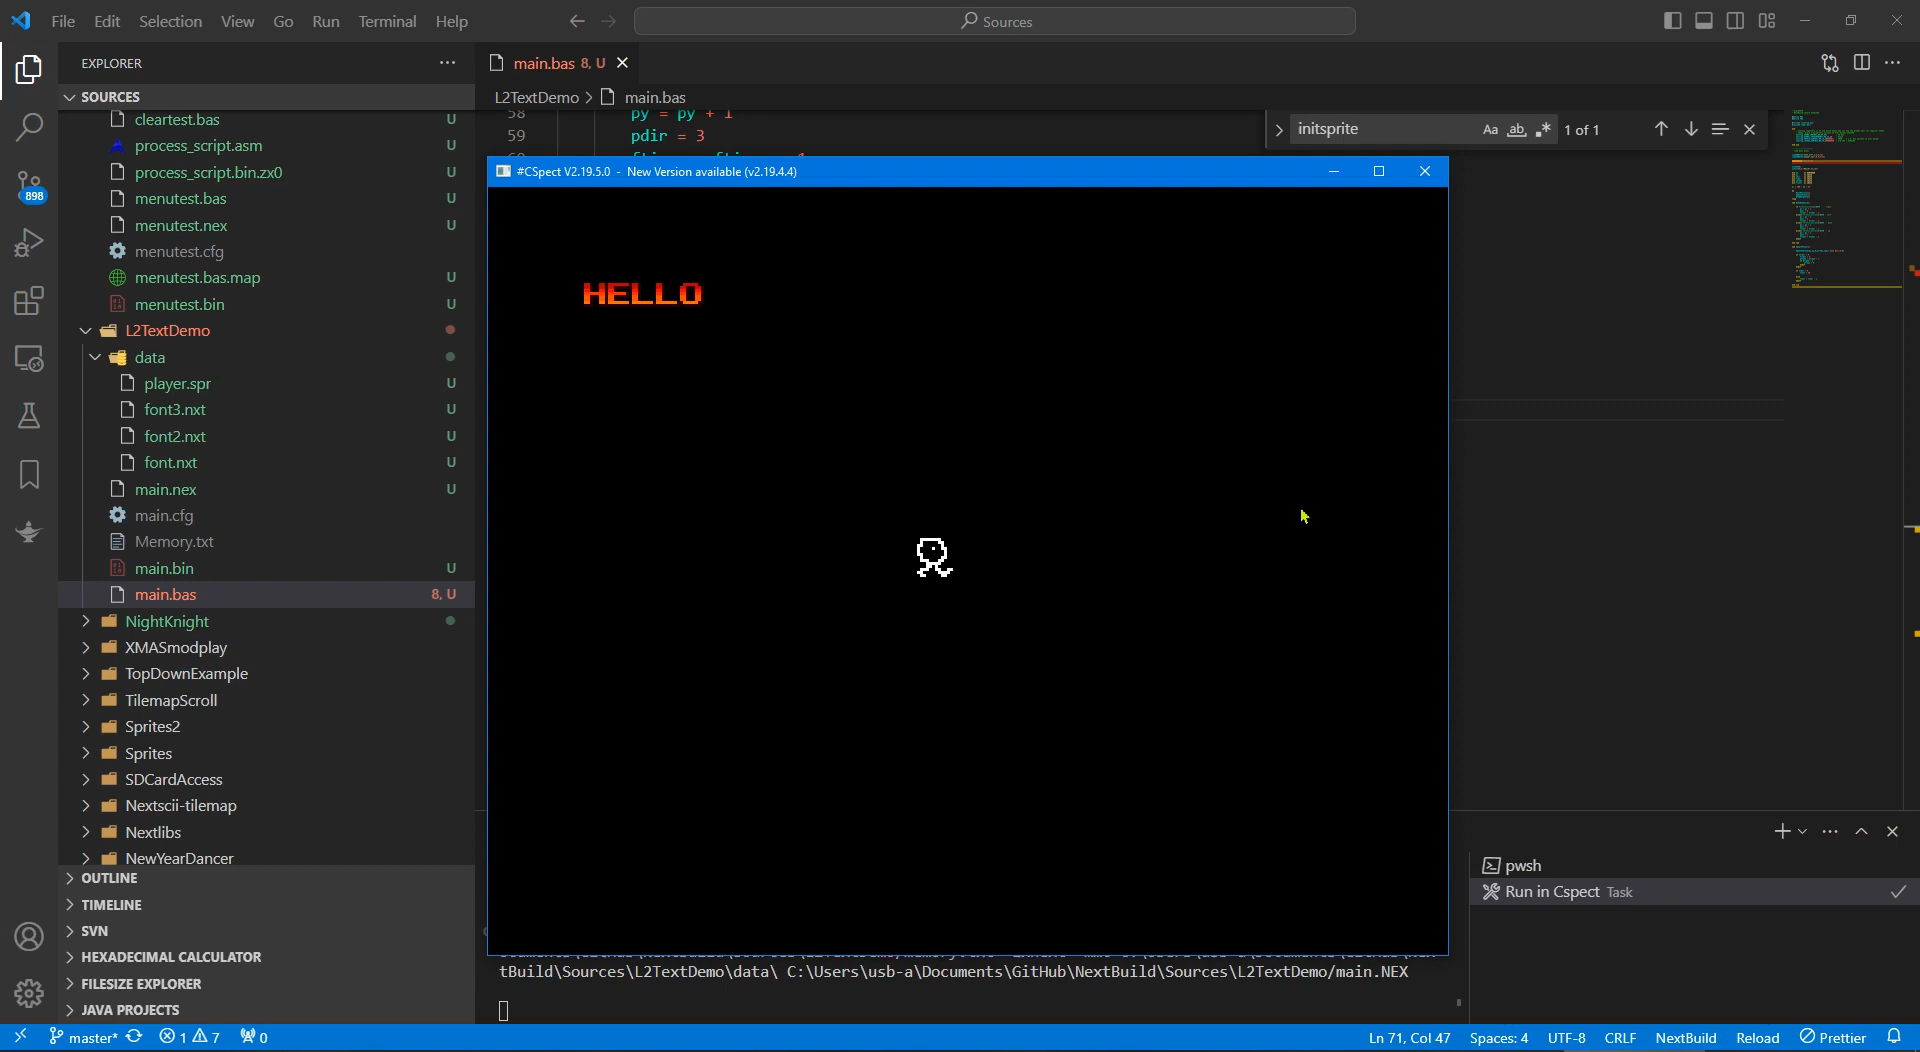 File Edit Selection View Go Run Terminal Help
Sources
EXPLORER
SOURCES
cleartest.bas U
process_script.asm U
process_script.bin.zx0 U
menutest.bas U
menutest.nex U
menutest.cfg
menutest.bas.map U
menutest.bin U
L2TextDemo
data
player.spr U
font3.nxt U
font2.nxt U
font.nxt U
main.nex U
main.cfg
Memory.txt
main.bin U
main.bas 8, U
NightKnight
XMASmodplay
TopDownExample
TilemapScroll
Sprites2
Sprites
SDCardAccess
Nextscii-tilemap
Nextlibs
NewYearDancer
OUTLINE
TIMELINE
SVN
HEXADECIMAL CALCULATOR
FILESIZE EXPLORER
JAVA PROJECTS
898
main.bas 8, U
L2TextDemo > main.bas
58 py = py + 1
59 pdir = 3
initsprite Aa ab 1 of 1
#CSpect V2.19.5.0 - New Version available (v2.19.4.4)
HELLO
tBuild\Sources\L2TextDemo\data\ C:\Users\usb-a\Documents\GitHub\NextBuild\Sources\L2TextDemo/main.NEX
pwsh
Run in Cspect Task
master* 1 7 0
Ln 71, Col 47 Spaces: 4 UTF-8 CRLF NextBuild Reload Prettier